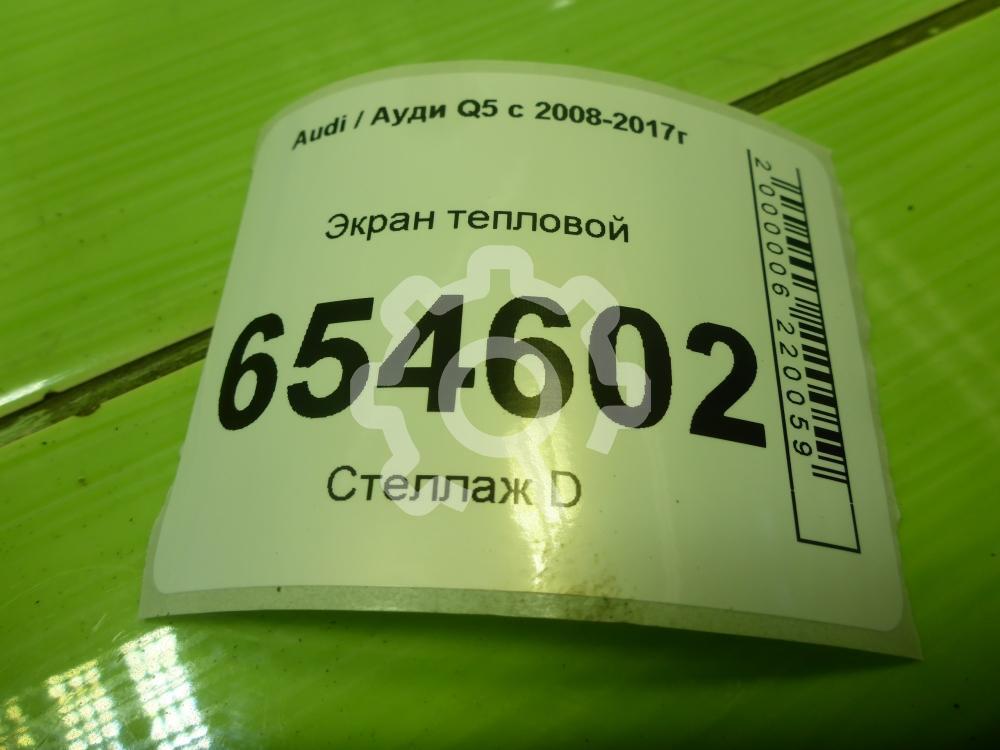 Audi / Ауди Q5 с 2008-2017г
Экран тепловой
654602
Стеллаж D
2000006220059